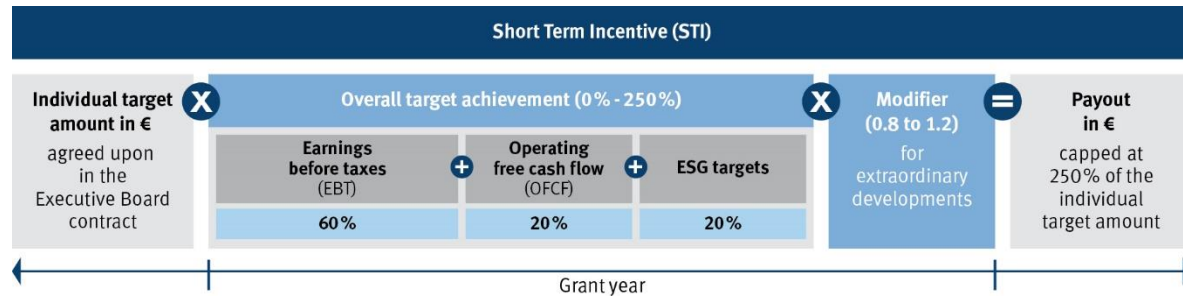 Short Term Incentive (STI)
Individual target
amount in €
agreed upon
in the
Executive Board
contract
X
Overall target achievement (0% - 250%)
Earnings
before taxes
(EBT)
60%
+
Operating
free cash flow
(OFCF)
20%
+
ESG targets
20%
X
Modifier
(0.8 to 1.2)
for
extraordinary
developments
=
Payout
in €
capped at
250% of the
individual
target amount
Grant year